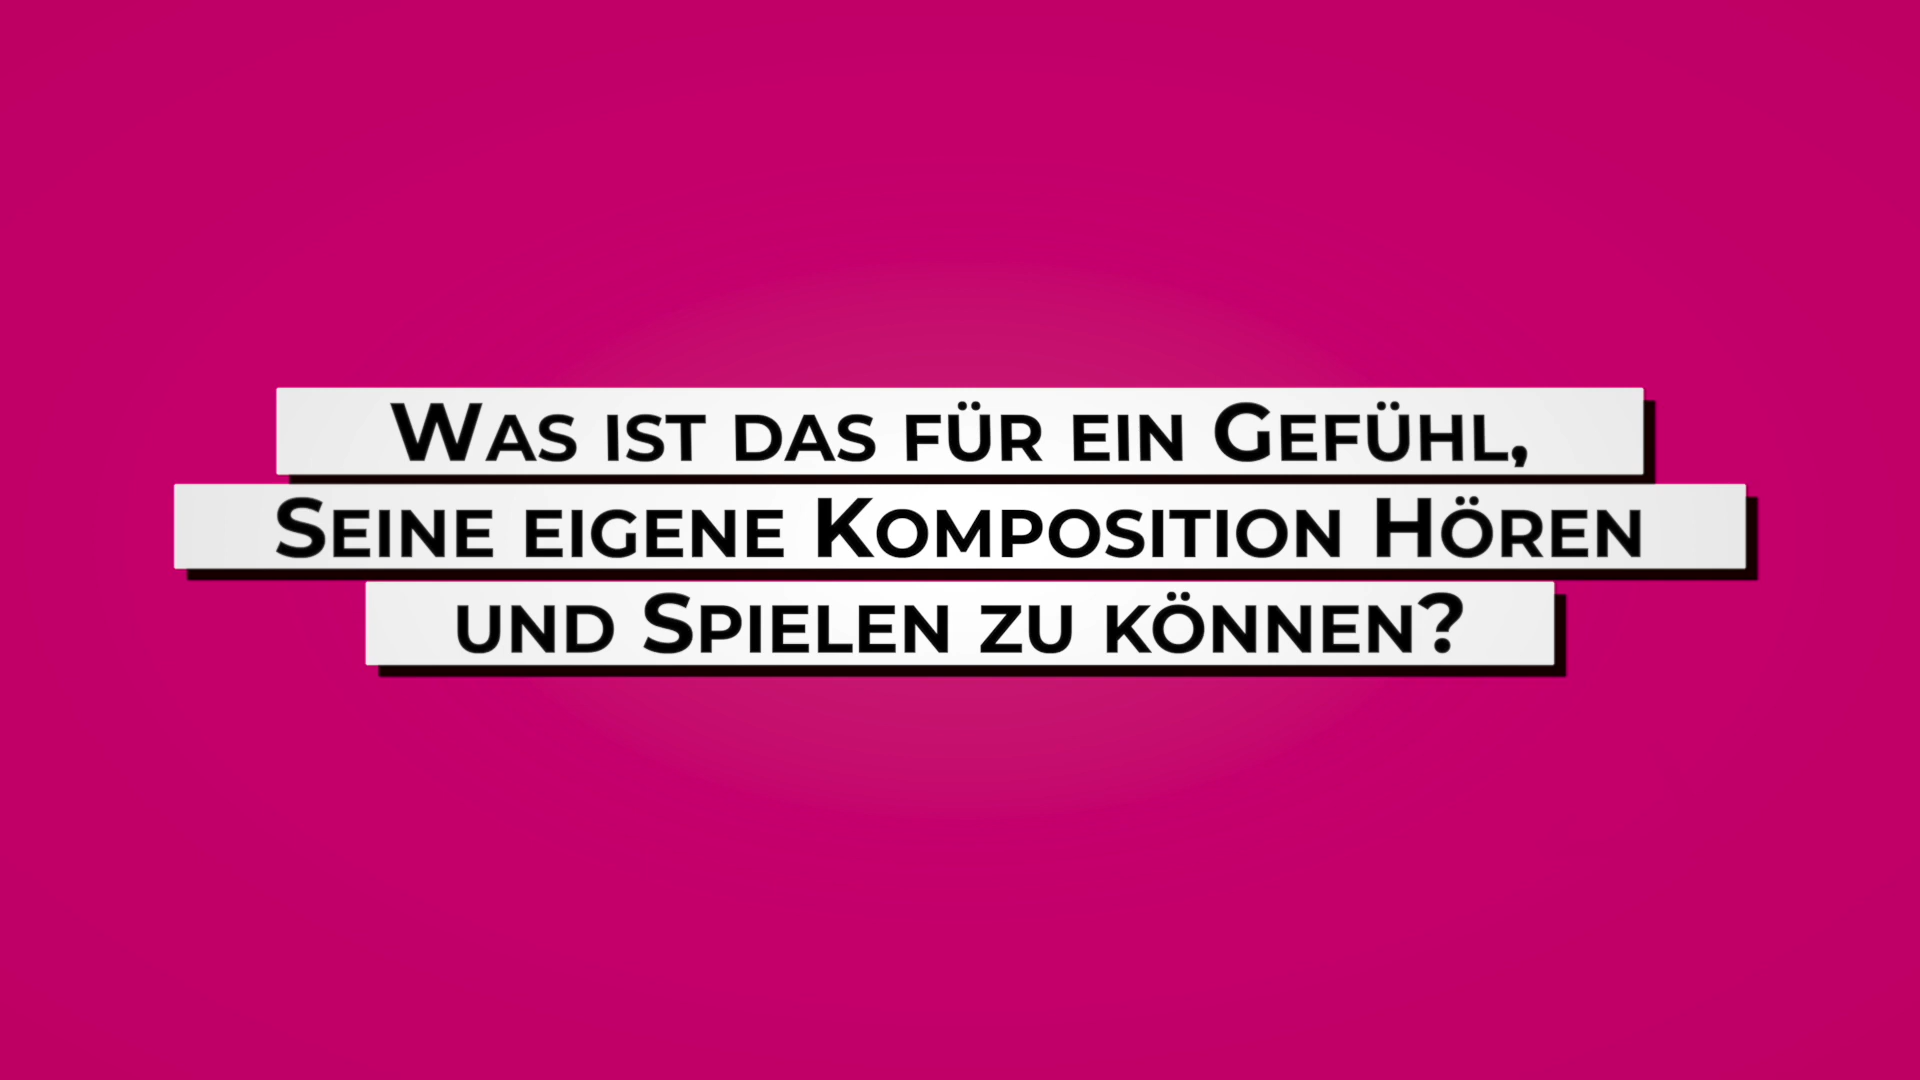 Was ist das für ein Gefühl,
Seine eigene Komposition Hören
und Spielen zu können?